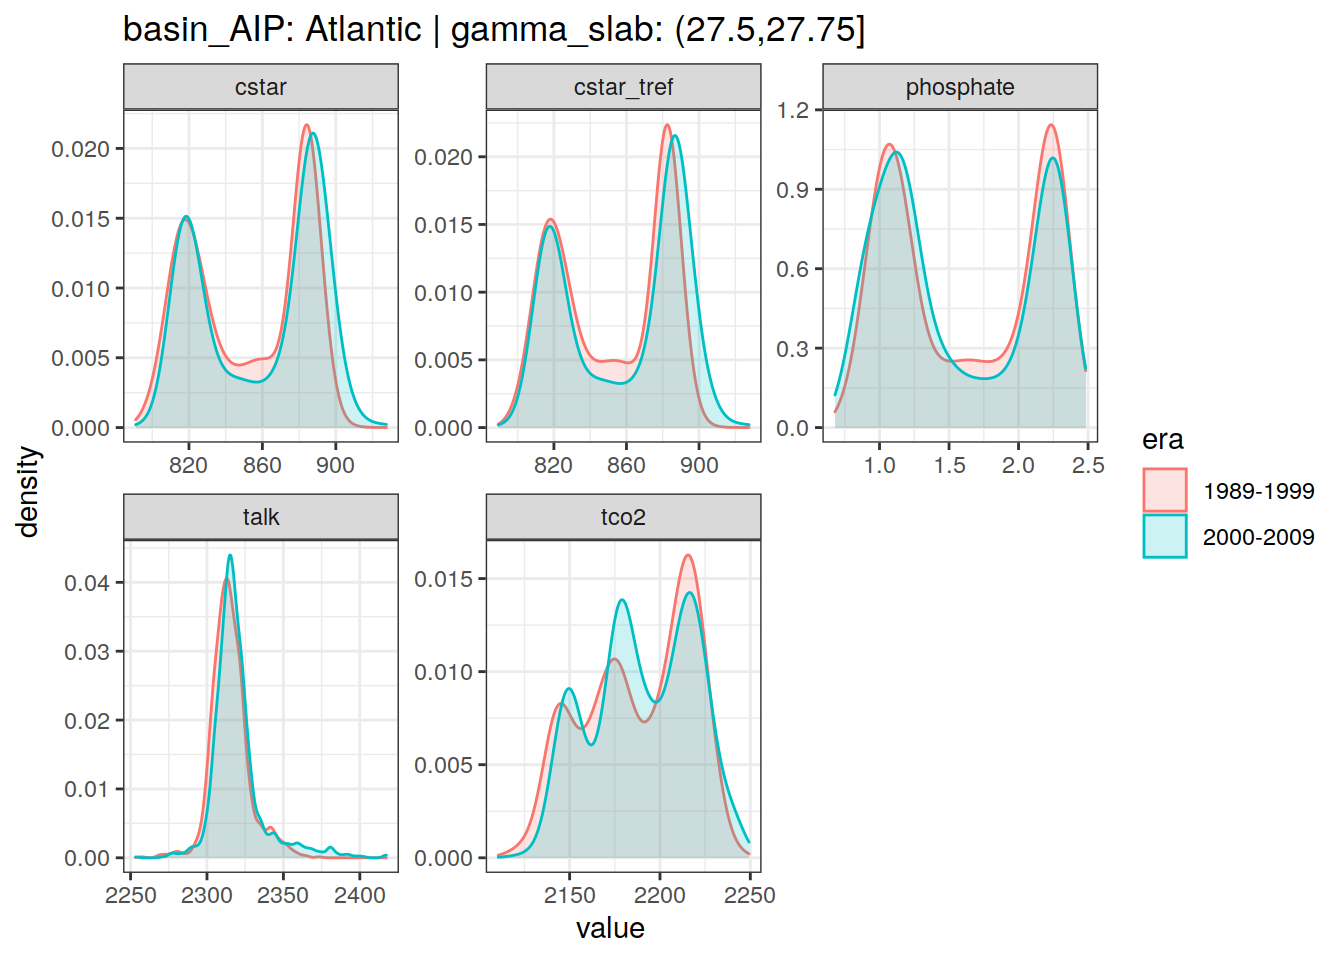 basin_AIP: Atlantic | gamma_slab: (27.5,27.75]
cstar
cstar_tref
phosphate
0.020
0.015
0.010
0.005
0.000
820 860 900
0.020
0.015
0.010
0.005
0.000
820 860 900
1.2
0.9
0.6
0.3
0.0
1.0 1.5 2.0 2.5
talk
tco2
0.04
0.03
0.02
0.01
0.00
2250 2300 2350 2400
0.015
0.010
0.005
0.000
2150 2200 2250
density
value
era
1989-1999
2000-2009